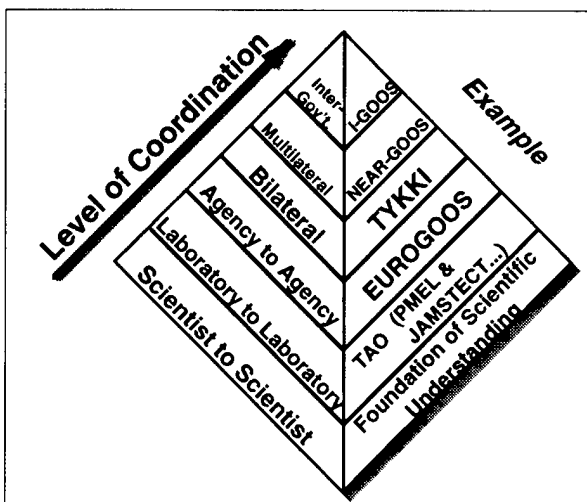 Level of Coordination
Example
Inter-
Gov't.
I-GOOS
Multilateral
NEAR-GOOS
Bilateral
TYKKI
Agency to Agency
EUROGOOS
Laboratory to Laboratory
TAO (PMEL &
JAMSTECT...)
Scientist to Scientist
Foundation of Scientific
Understanding